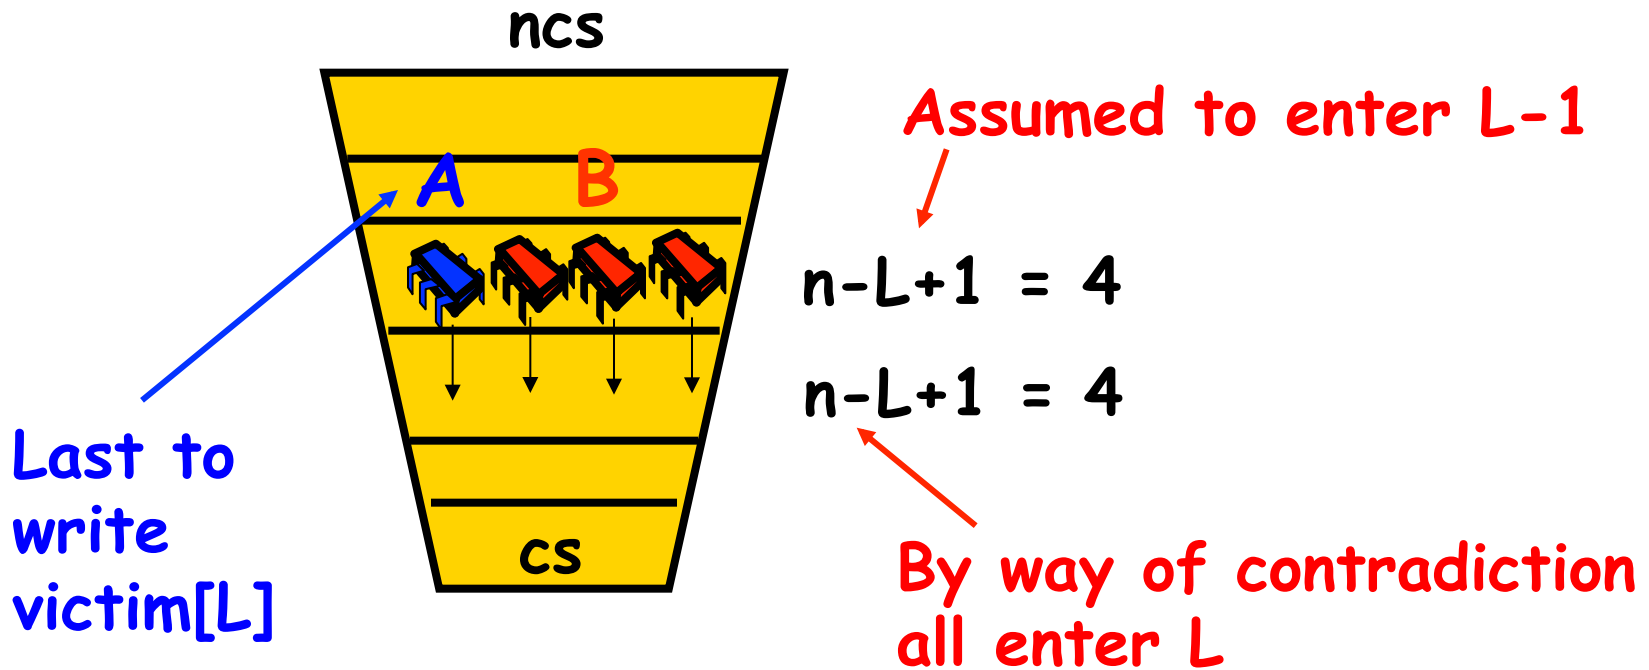 ncs
Assumed to enter L-1
A B
n-L+1 = 4
n-L+1 = 4
Last to
write
victim[L]
cs
By way of contradiction
all enter L